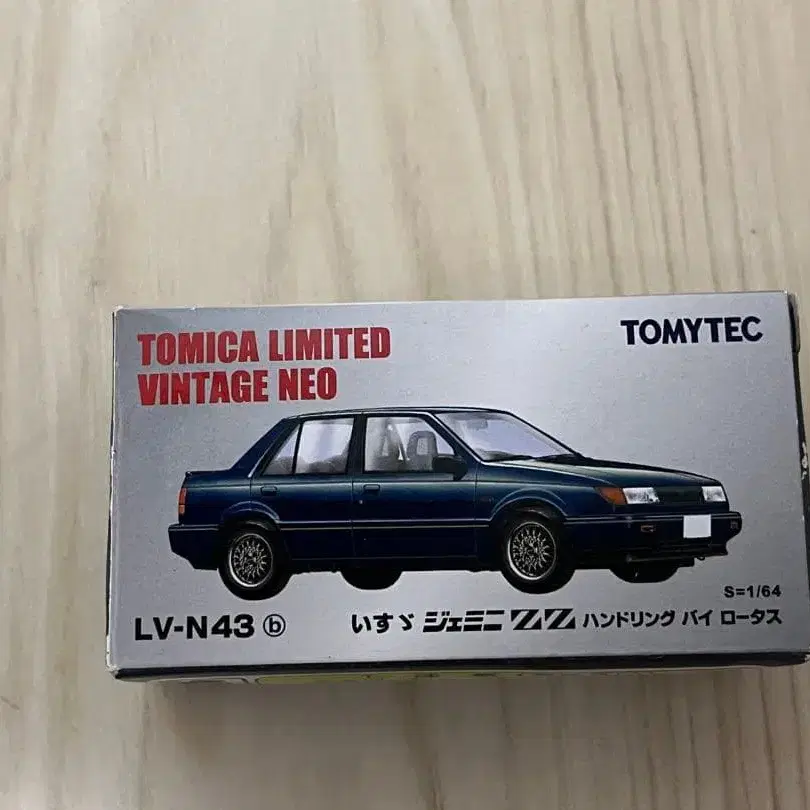 TOMICA LIMITED
VINTAGE NEO
TOMYTEC
S=1/64
LV-N43 ⓑ
いすゞ ジェミニ ZZ ハンドリング バイ ロータス